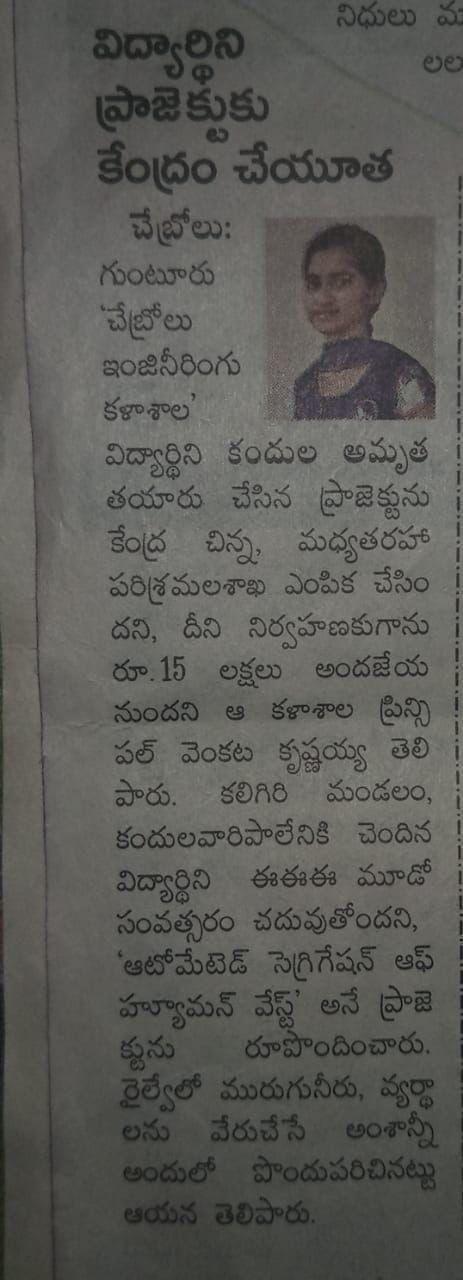 నిధులు మ
లల
విద్యార్థిని
ప్రాజెక్టుకు
కేంద్రం చేయూత
చేబ్రోలు:
గుంటూరు
‘చేబ్రోలు
ఇంజినీరింగు
కళాశాల’
విద్యార్థిని కందుల అమృత
తయారు చేసిన ప్రాజెక్టును
కేంద్ర చిన్న, మధ్యతరహా
పరిశ్రమలశాఖ ఎంపిక చేసిం
దని, దీని నిర్వహణకుగాను
రూ.15 లక్షలు అందజేయ
నుందని ఆ కళాశాల ప్రిన్సి
పల్ వెంకట కృష్ణయ్య తెలి
పారు. కలిగిరి మండలం,
కందులవారిపాలేనికి చెందిన
విద్యార్థిని ఈఈఈ మూడో
సంవత్సరం చదువుతోందని,
‘ఆటోమేటెడ్ సెగ్రిగేషన్ ఆఫ్
హ్యూమన్ వేస్ట్’ అనే ప్రాజె
క్టును రూపొందించారు.
రైల్వేలో మురుగునీరు, వ్యర్థా
లను వేరుచేసే అంశాన్నీ
అందులో పొందుపరిచినట్టు
ఆయన తెలిపారు.